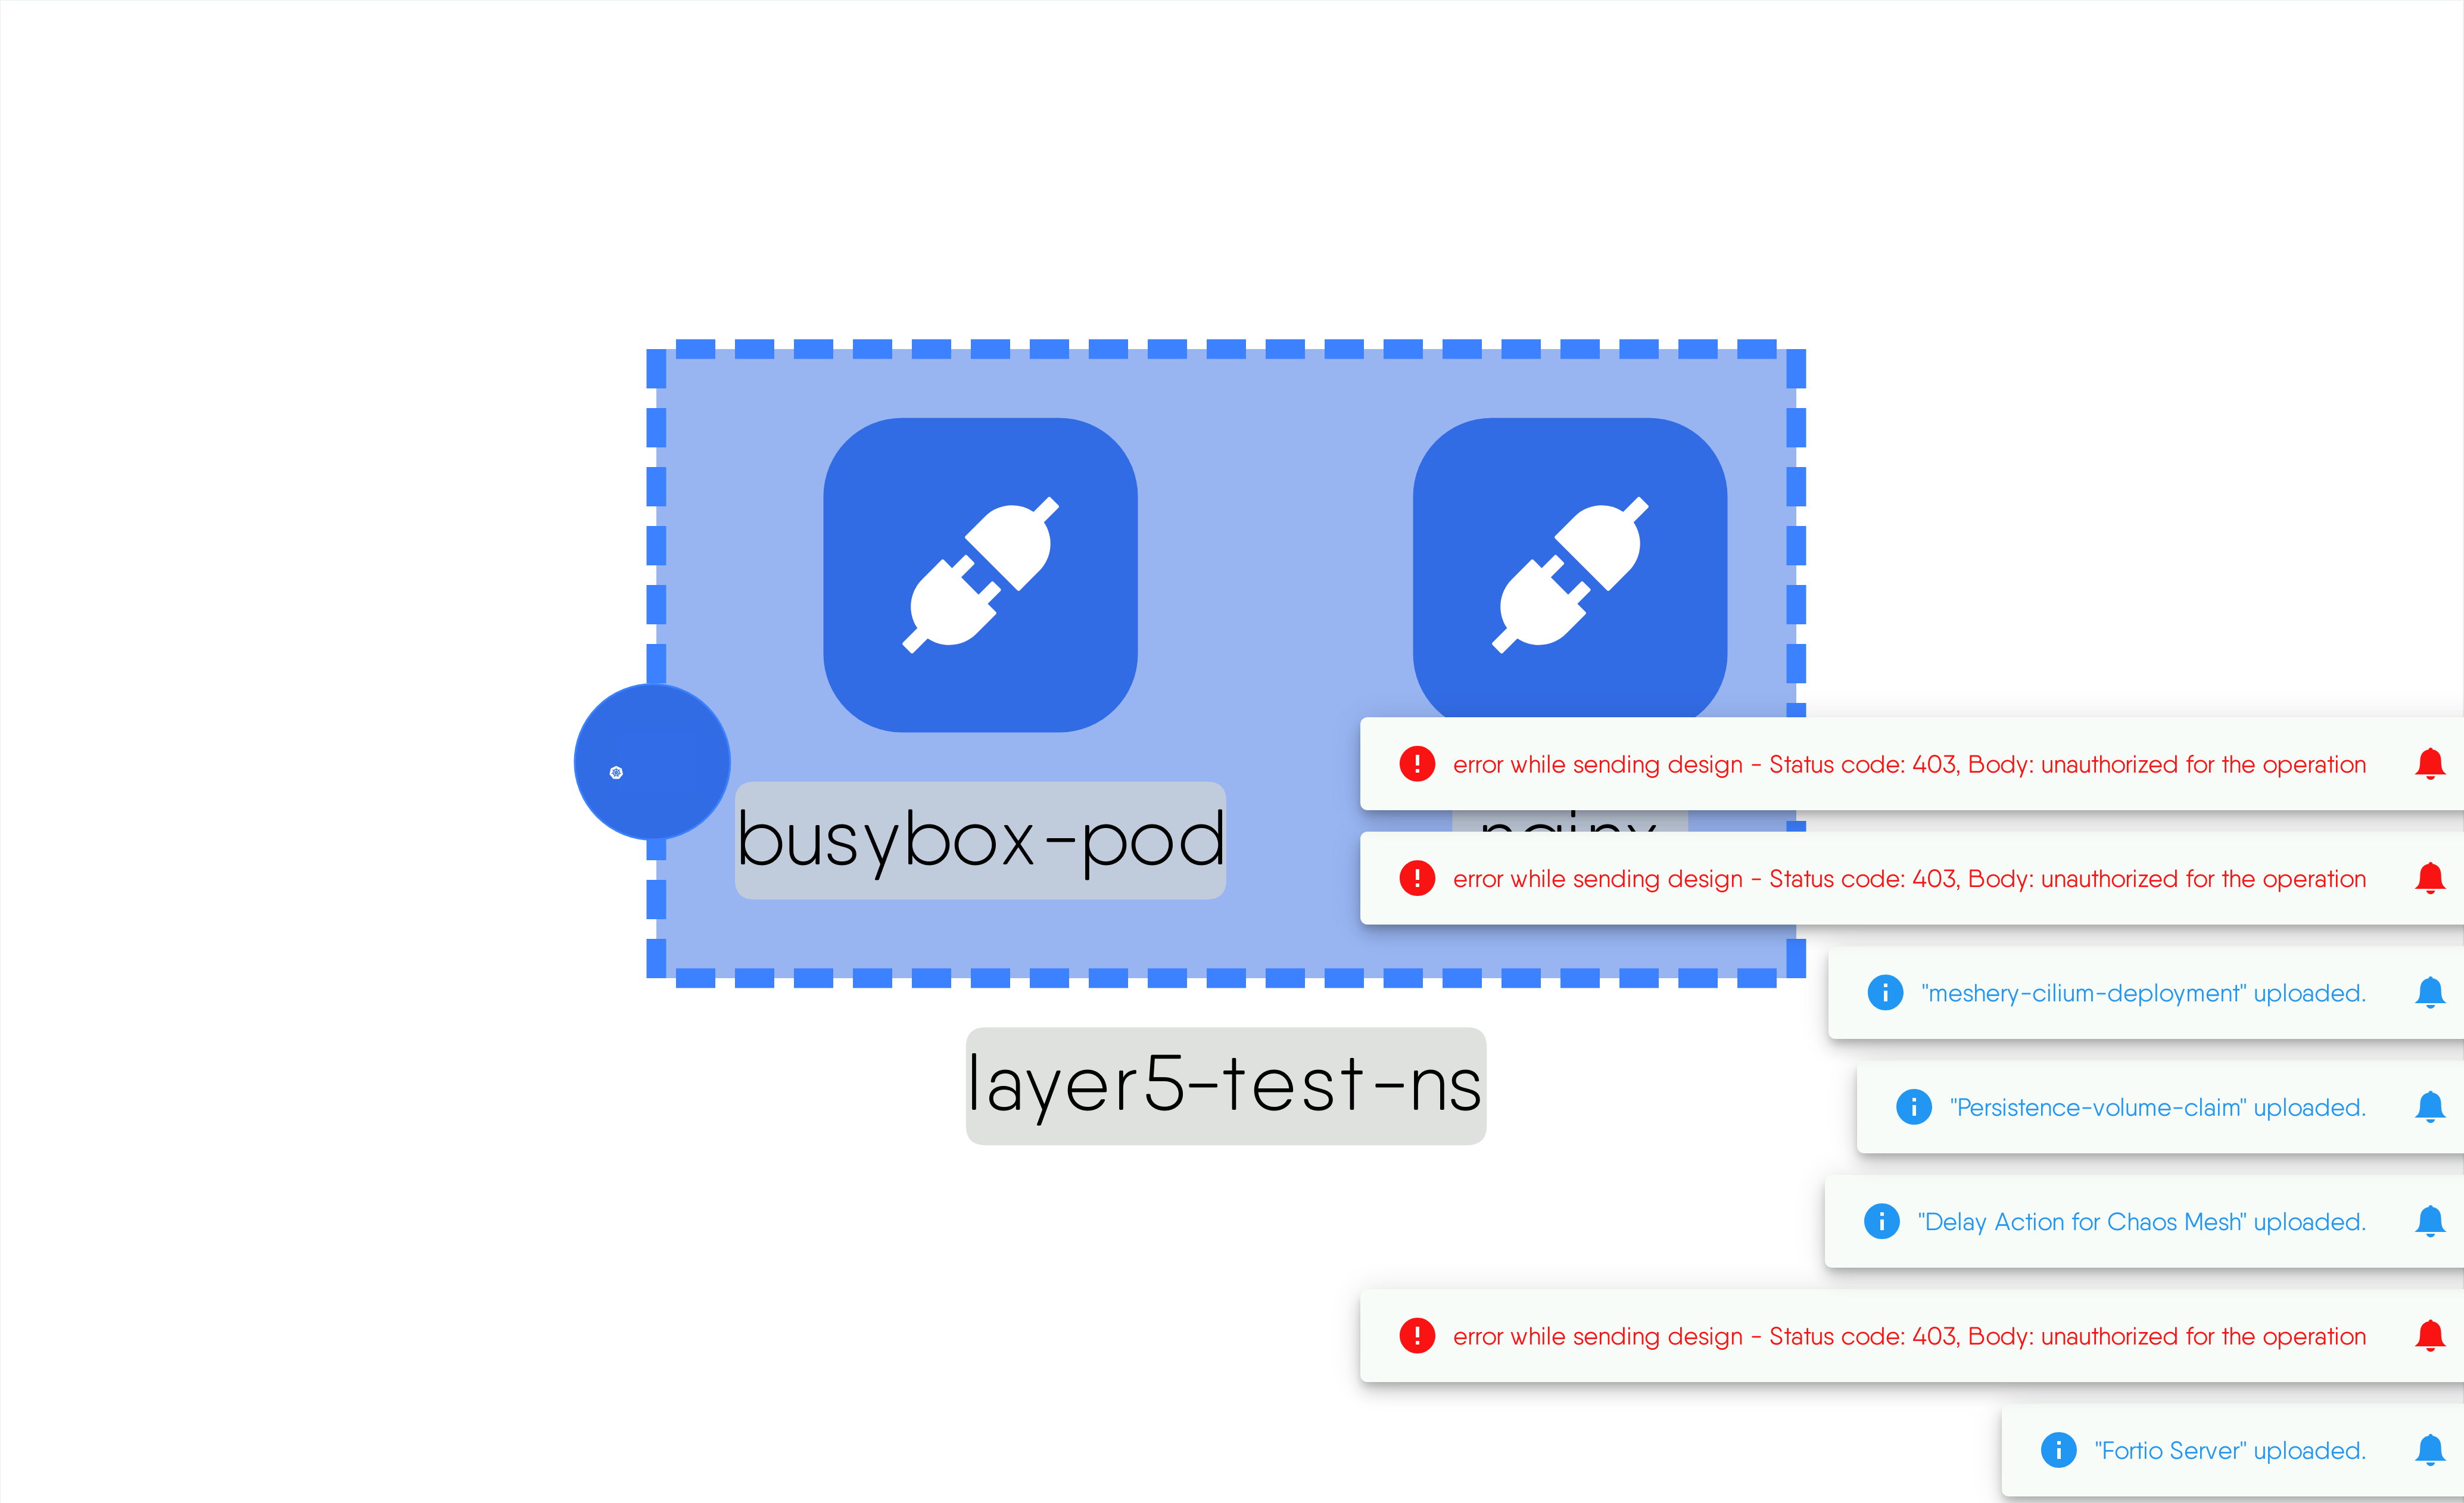 busybox-pod
layer5-test-ns
error while sending design - Status code: 403, Body: unauthorized for the operation
error while sending design - Status code: 403, Body: unauthorized for the operation
"meshery-cilium-deployment" uploaded.
"Persistence-volume-claim" uploaded.
"Delay Action for Chaos Mesh" uploaded.
error while sending design - Status code: 403, Body: unauthorized for the operation
"Fortio Server" uploaded.